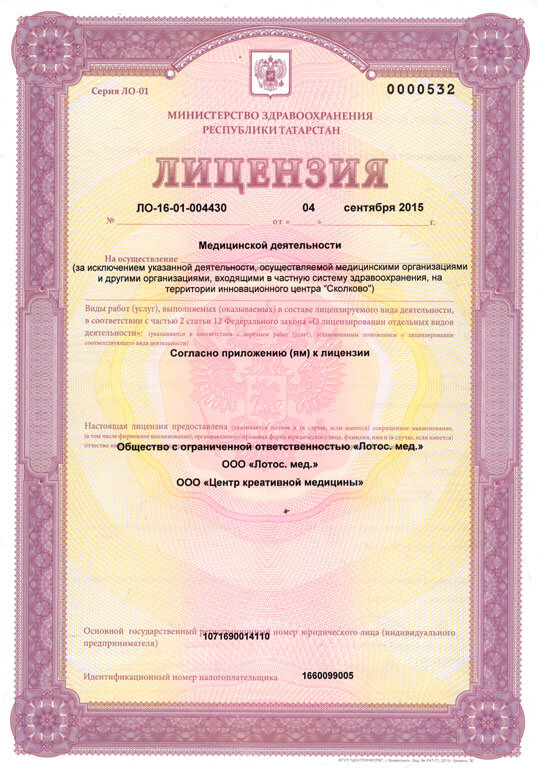 Серия ЛО-01
0000532
МИНИСТЕРСТВО ЗДРАВООХРАНЕНИЯ
РЕСПУБЛИКИ ТАТАРСТАН
ЛИЦЕНЗИЯ
ЛО-16-01-004430 04 сентября 2015
№ от « » г.
Медицинской деятельности
На осуществление
(за исключением указанной деятельности, осуществляемой медицинскими организациями
и другими организациями, входящими в частную систему здравоохранения, на
территории инновационного центра "Сколково")
Виды работ (услуг), выполняемых (оказываемых) в составе лицензируемого вида деятельности,
в соответствии с частью 2 статьи 12 Федерального закона «О лицензировании отдельных видов
деятельности»: (указываются в соответствии с перечнем работ (услуг), установленным положением о лицензировании
соответствующего вида деятельности)
Согласно приложению (ям) к лицензии
Настоящая лицензия предоставлена (указывается полное и (в случае, если имеется) сокращенное наименование,
(в том числе фирменное наименование), организационно-правовая форма юридического лица, фамилия, имя и (в случае, если имеется)
отчество
Общество с ограниченной ответственностью «Лотос. мед.»
ООО «Лотос. мед.»
ООО «Центр креативной медицины»
Основной государственный регистрационный номер юридического лица (индивидуального
предпринимателя)
1071690014110
Идентификационный номер налогоплательщика 1660099005